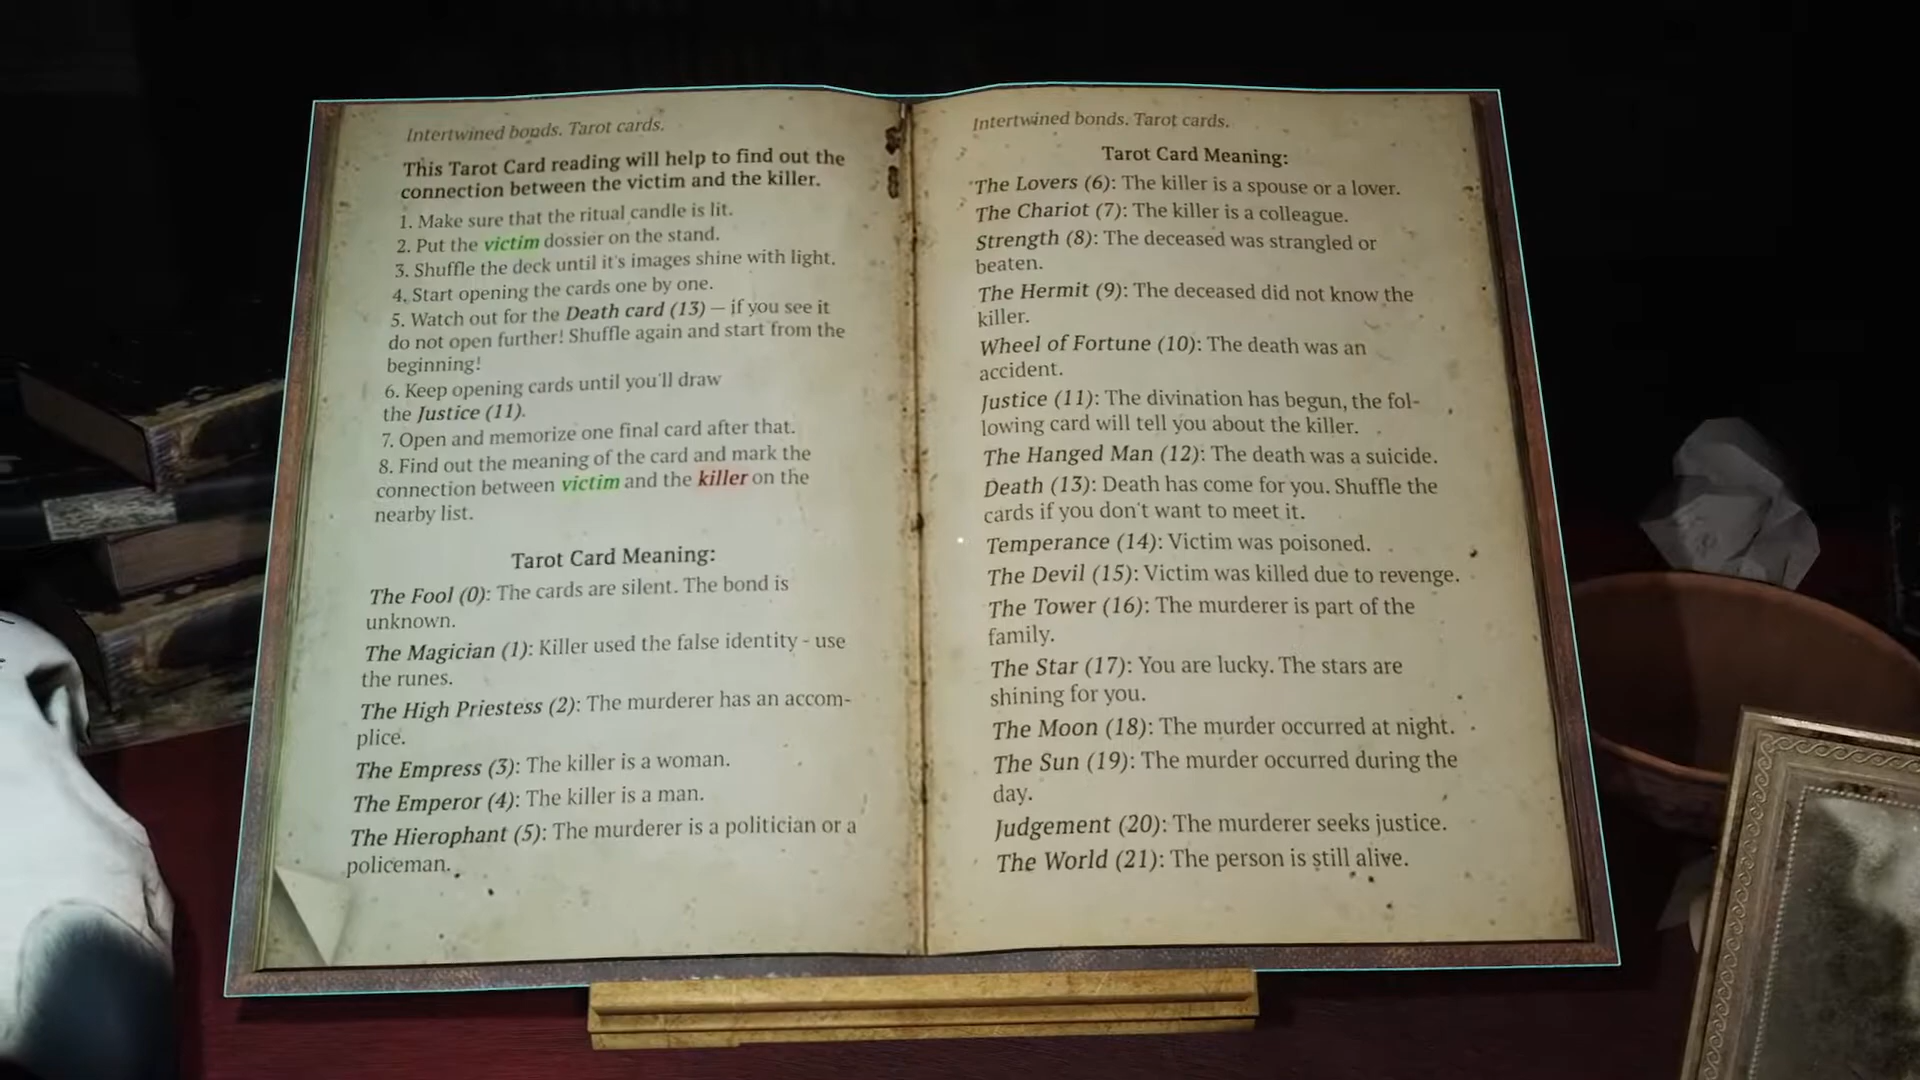 Intertwined bonds. Tarot cards.
This Tarot Card reading will help to find out the
connection between the victim and the killer.
1. Make sure that the ritual candle is lit.
2. Put the victim dossier on the stand.
3. Shuffle the deck until it's images shine with light.
4. Start opening the cards one by one.
5. Watch out for the Death card (13) – if you see it
do not open further! Shuffle again and start from the
beginning!
6. Keep opening cards until you'll draw
the Justice (11).
7. Open and memorize one final card after that.
8. Find out the meaning of the card and mark the
connection between victim and the killer on the
nearby list.
Tarot Card Meaning:
The Fool (0): The cards are silent. The bond is
unknown.
The Magician (1): Killer used the false identity - use
the runes.
The High Priestess (2): The murderer has an accom-
plice.
The Empress (3): The killer is a woman.
The Emperor (4): The killer is a man.
The Hierophant (5): The murderer is a politician or a
policeman.
Intertwined bonds. Tarot cards.
Tarot Card Meaning:
The Lovers (6): The killer is a spouse or a lover.
The Chariot (7): The killer is a colleague.
Strength (8): The deceased was strangled or
beaten.
The Hermit (9): The deceased did not know the
killer.
Wheel of Fortune (10): The death was an
accident.
Justice (11): The divination has begun, the fol-
lowing card will tell you about the killer.
The Hanged Man (12): The death was a suicide.
Death (13): Death has come for you. Shuffle the
cards if you don't want to meet it.
Temperance (14): Victim was poisoned.
The Devil (15): Victim was killed due to revenge.
The Tower (16): The murderer is part of the
family.
The Star (17): You are lucky. The stars are
shining for you.
The Moon (18): The murder occurred at night.
The Sun (19): The murder occurred during the
day.
Judgement (20): The murderer seeks justice.
The World (21): The person is still alive.